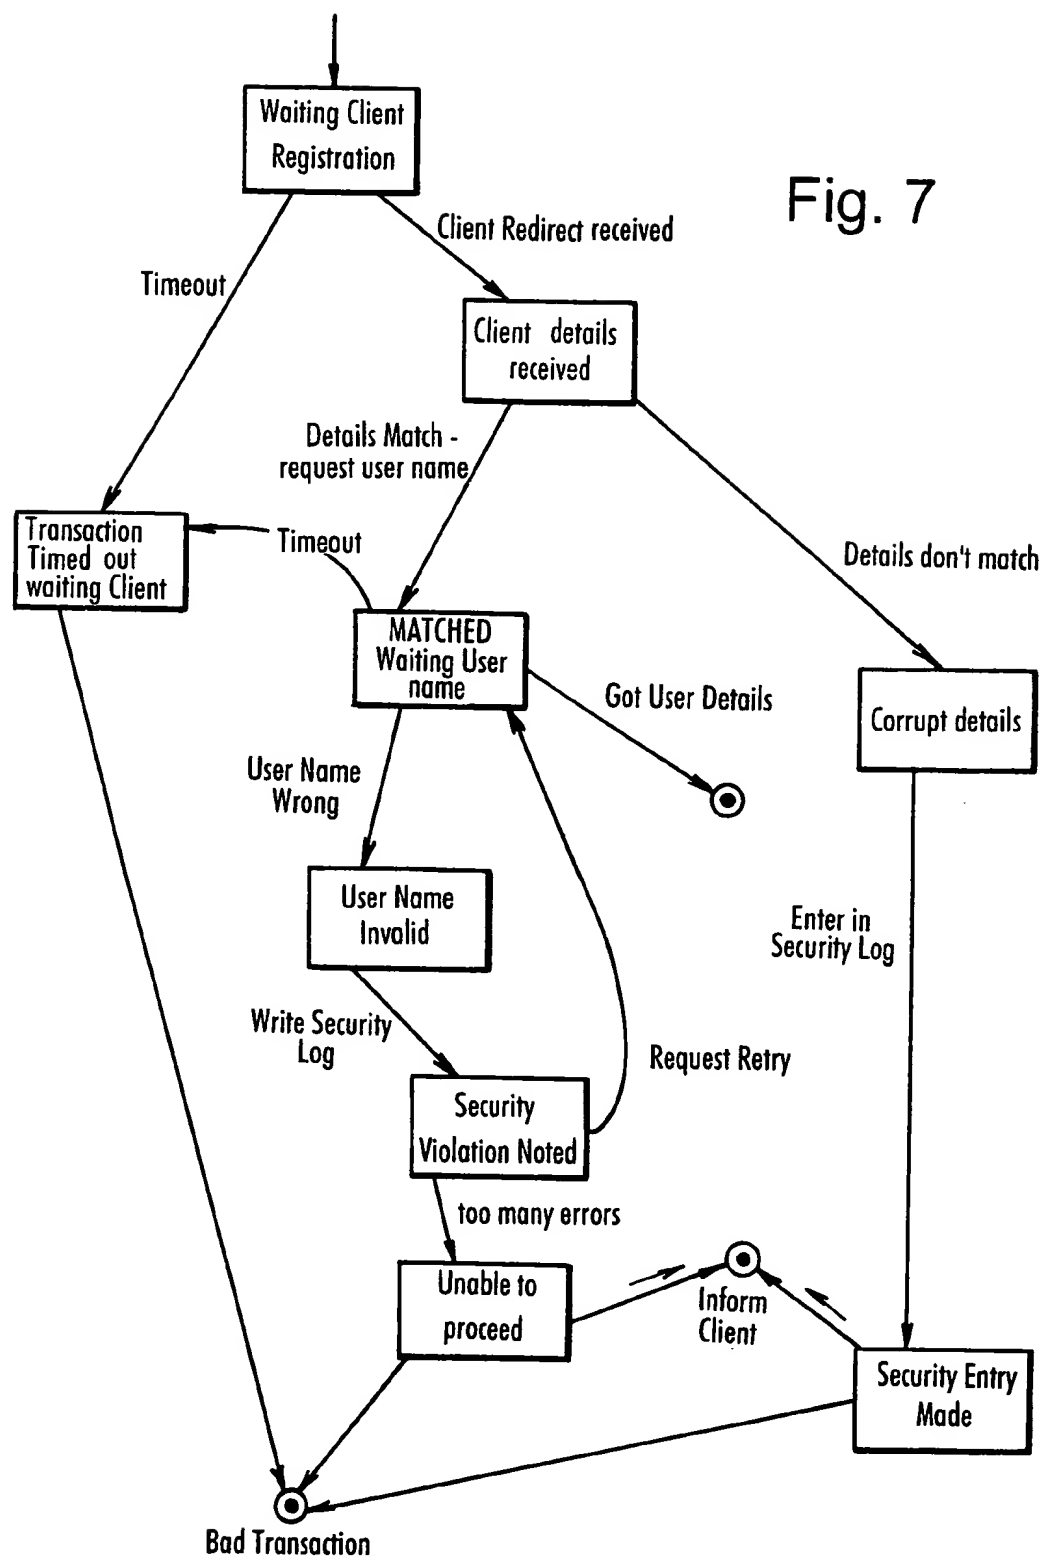 Waiting Client
Registration
Fig. 7
Client Redirect received
Timeout
Client details
received
Details Match -
request user name
Transaction
Timed out
waiting Client
Timeout
Details don't match
MATCHED
Waiting User
name
Got User Details
Corrupt details
User Name
Wrong
User Name
Invalid
Enter in
Security Log
Write Security
Log
Request Retry
Security
Violation Noted
too many errors
Unable to
proceed
Inform
Client
Security Entry
Made
Bad Transaction